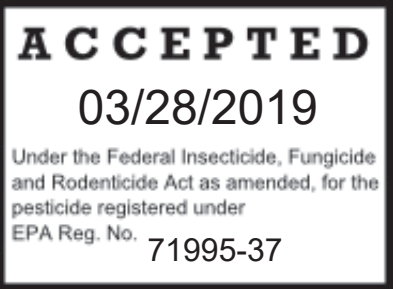 ACCEPTED
03/28/2019
Under the Federal Insecticide, Fungicide
and Rodenticide Act as amended, for the
pesticide registered under
EPA Reg. No. 71995-37